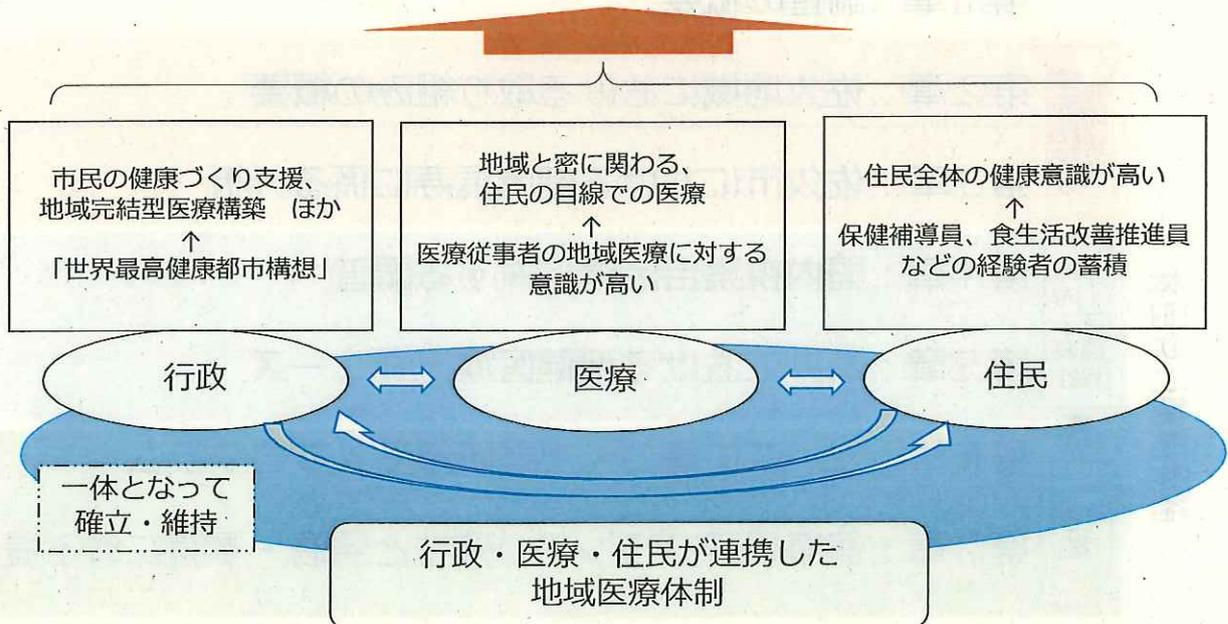 市民の健康づくり支援、
地域完結型医療構築　ほか
↑
「世界最高健康都市構想」
地域と密に関わる、
住民の目線での医療
↑
医療従事者の地域医療に対する
意識が高い
住民全体の健康意識が高い
↑
保健補導員、食生活改善推進員
などの経験者の蓄積
行政
医療
住民
一体となって
確立・維持
行政・医療・住民が連携した
地域医療体制